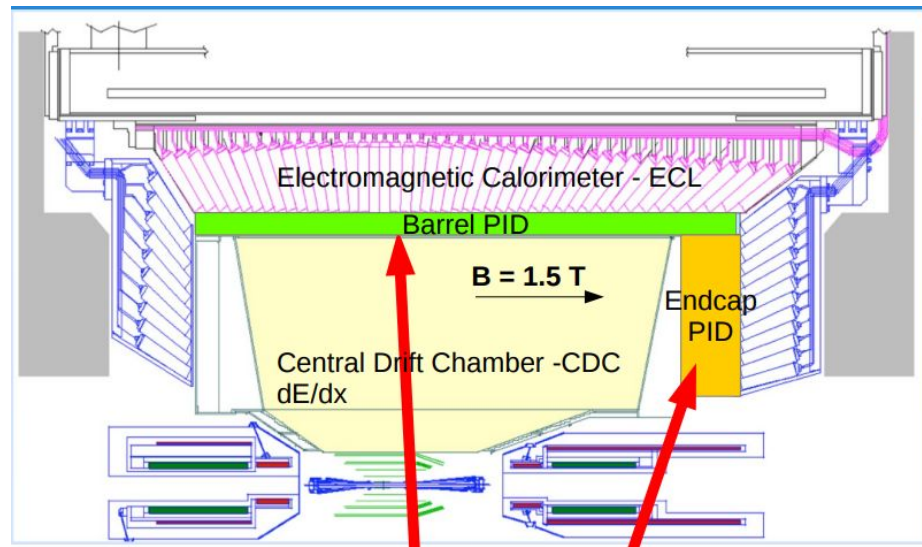 Electromagnetic Calorimeter - ECL
Barrel PID
B = 1.5 T
Endcap
PID
Central Drift Chamber -CDC
dE/dx